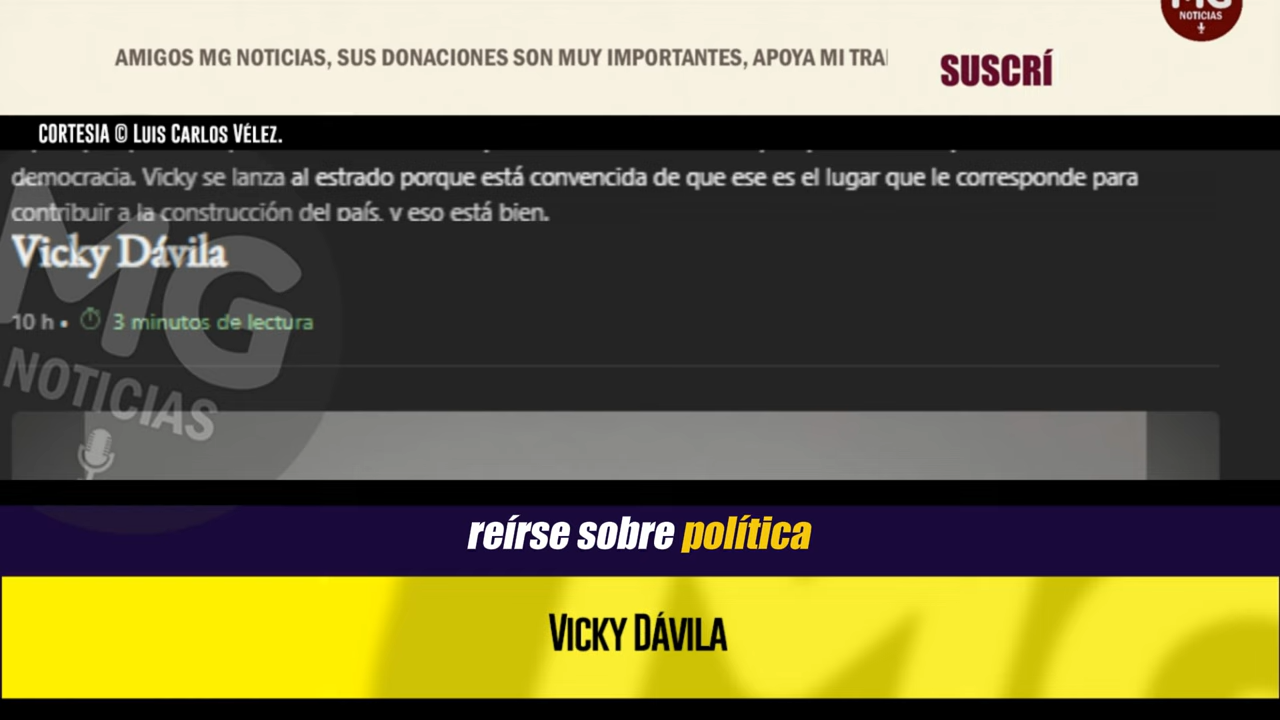 MG
NOTICIAS
AMIGOS MG NOTICIAS, SUS DONACIONES SON MUY IMPORTANTES, APOYA MI
SUSCRÍ
CORTESIA © LUIS CARLOS VÉLEZ.
democracia. Vicky se lanza al estrado porque está convencida de que ese es el lugar que le corresponde para
contribuir a la construcción del país, y eso está bien.
Vicky Dávila
10 h • 3 minutos de lectura
MG
NOTICIAS
reírse sobre política
VICKY DÁVILA